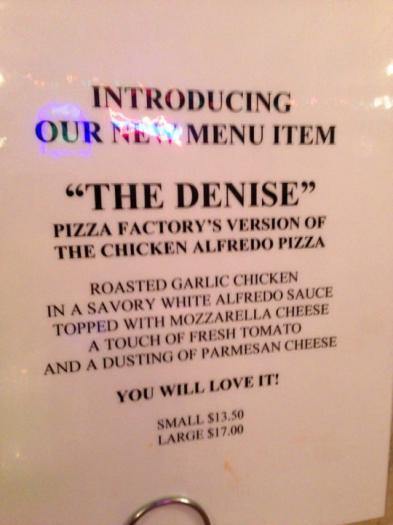 INTRODUCING
OUR NEW MENU ITEM
“THE DENISE”
PIZZA FACTORY'S VERSION OF
THE CHICKEN ALFREDO PIZZA
ROASTED GARLIC CHICKEN
IN A SAVORY WHITE ALFREDO SAUCE
TOPPED WITH MOZZARELLA CHEESE
A TOUCH OF FRESH TOMATO
AND A DUSTING OF PARMESAN CHEESE
YOU WILL LOVE IT!
SMALL $13.50
LARGE $17.00